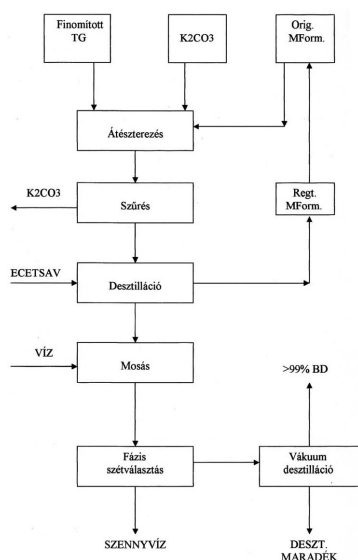 Finomított
TG
K2CO3
Orig.
MForm.
Átészterezés
K2CO3
Szűrés
Regt.
MForm.
ECETSAV
Desztilláció
VÍZ
Mosás
>99% BD
Fázis
szétválasztás
Vákuum
desztilláció
SZENNYVÍZ
DESZT.
MARADÉK